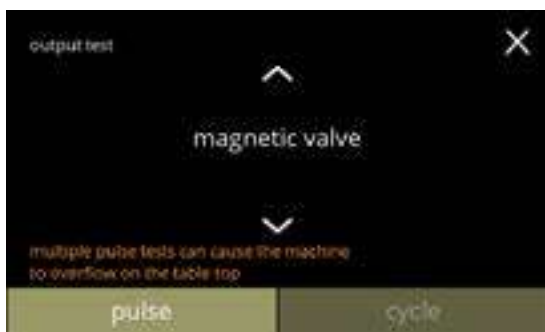 output test
magnetic valve
multiple pulse tests can cause the machine
to overflow on the table top
pulse
cycle